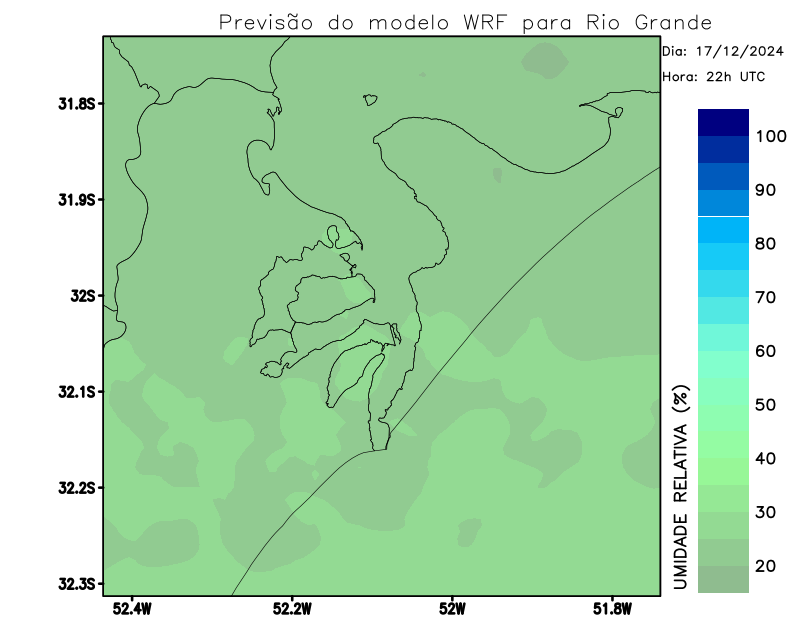 Previsão do modelo WRF para Rio Grande
Dia: 17/12/2024
Hora: 22h UTC
31.8S
31.9S
32S
32.1S
32.2S
32.3S
52.4W
52.2W
52W
51.8W
100
90
80
70
60
50
40
30
20
UMIDADE RELATIVA (%)